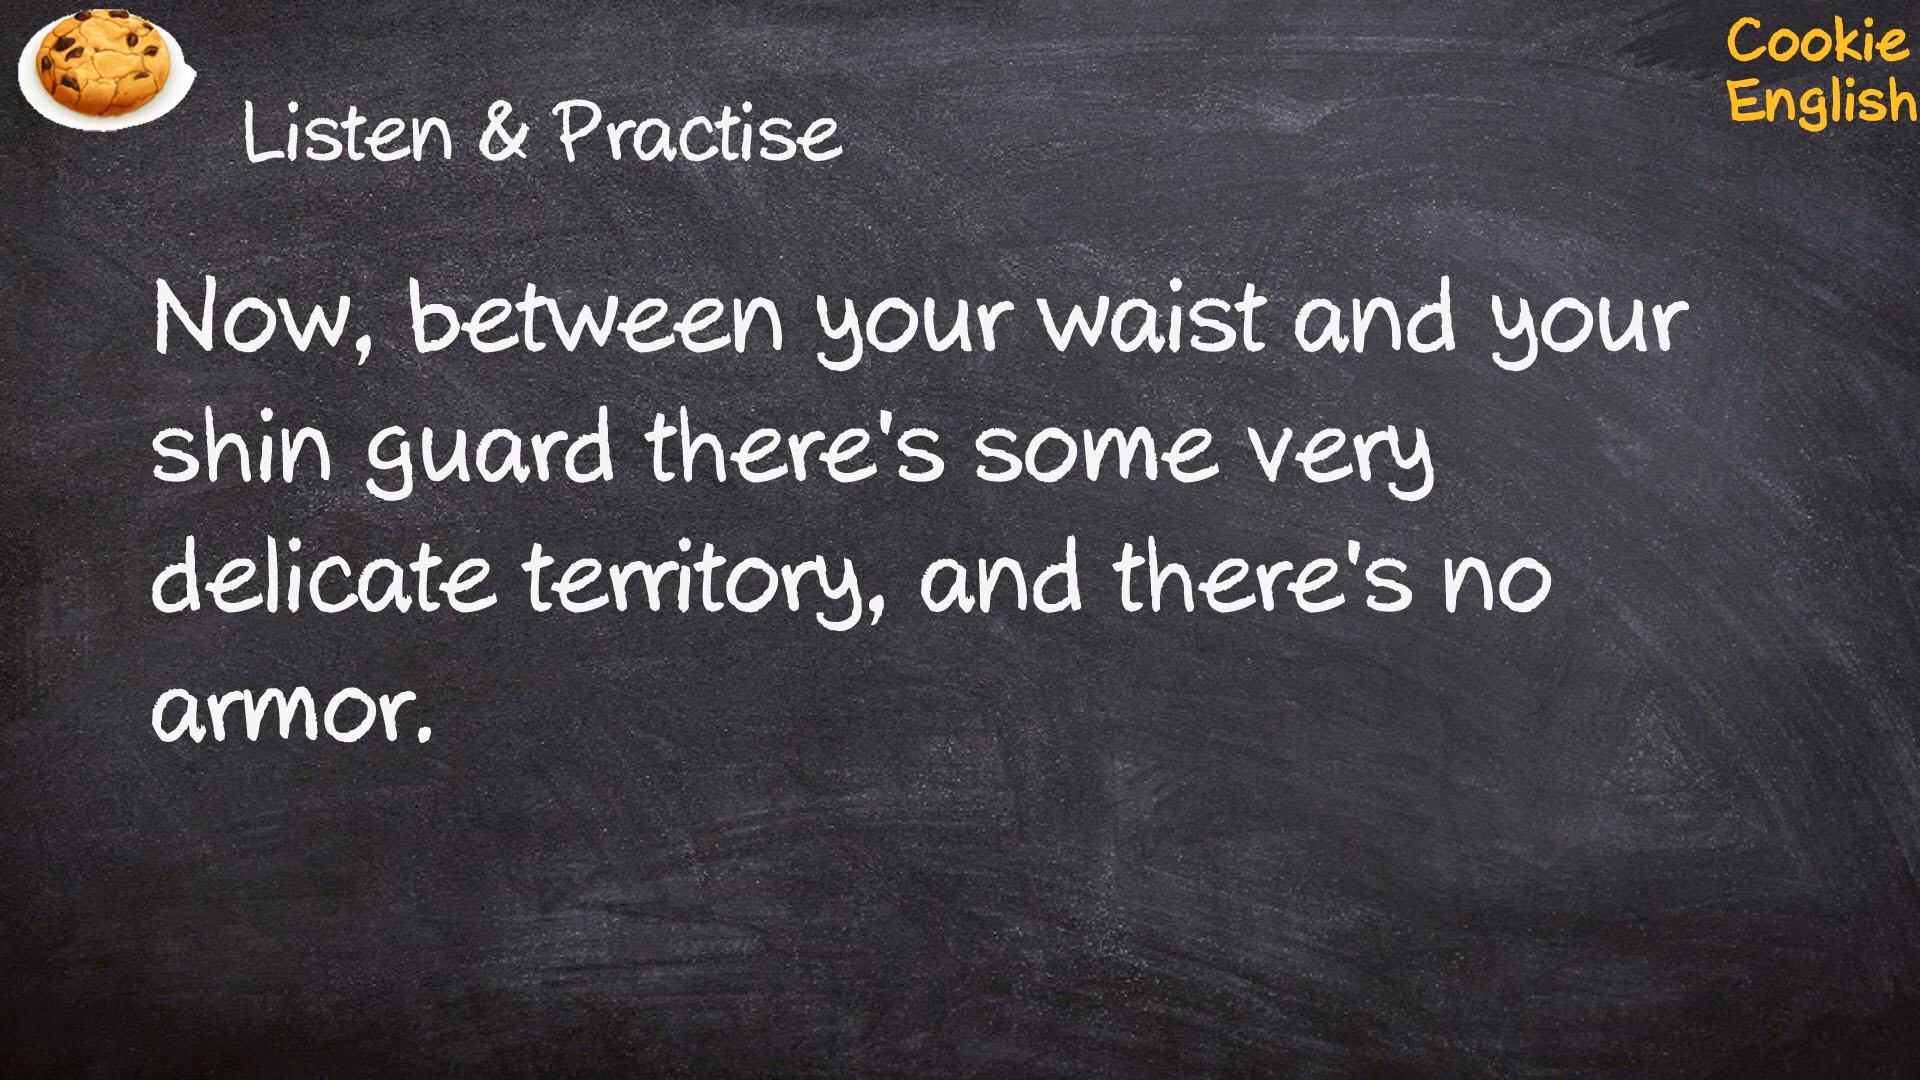 Cookie
English
Listen & Practise
Now, between your waist and your
shin guard there's some very
delicate territory, and there's no
armor.